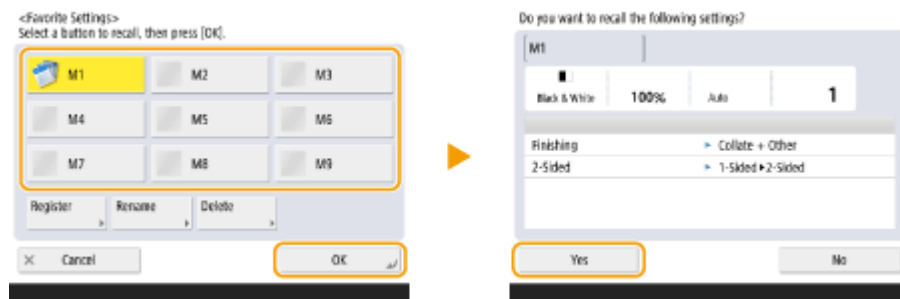 <Favorite Settings>
Select a button to recall, then press [OK].
M1 M2 M3
M4 M5 M6
M7 M8 M9
Register Rename Delete
× Cancel OK
Do you want to recall the following settings?
M1
Black & White 100% Auto 1
Finishing ► Collate + Other
2-Sided ► 1-Sided►2-Sided
Yes No